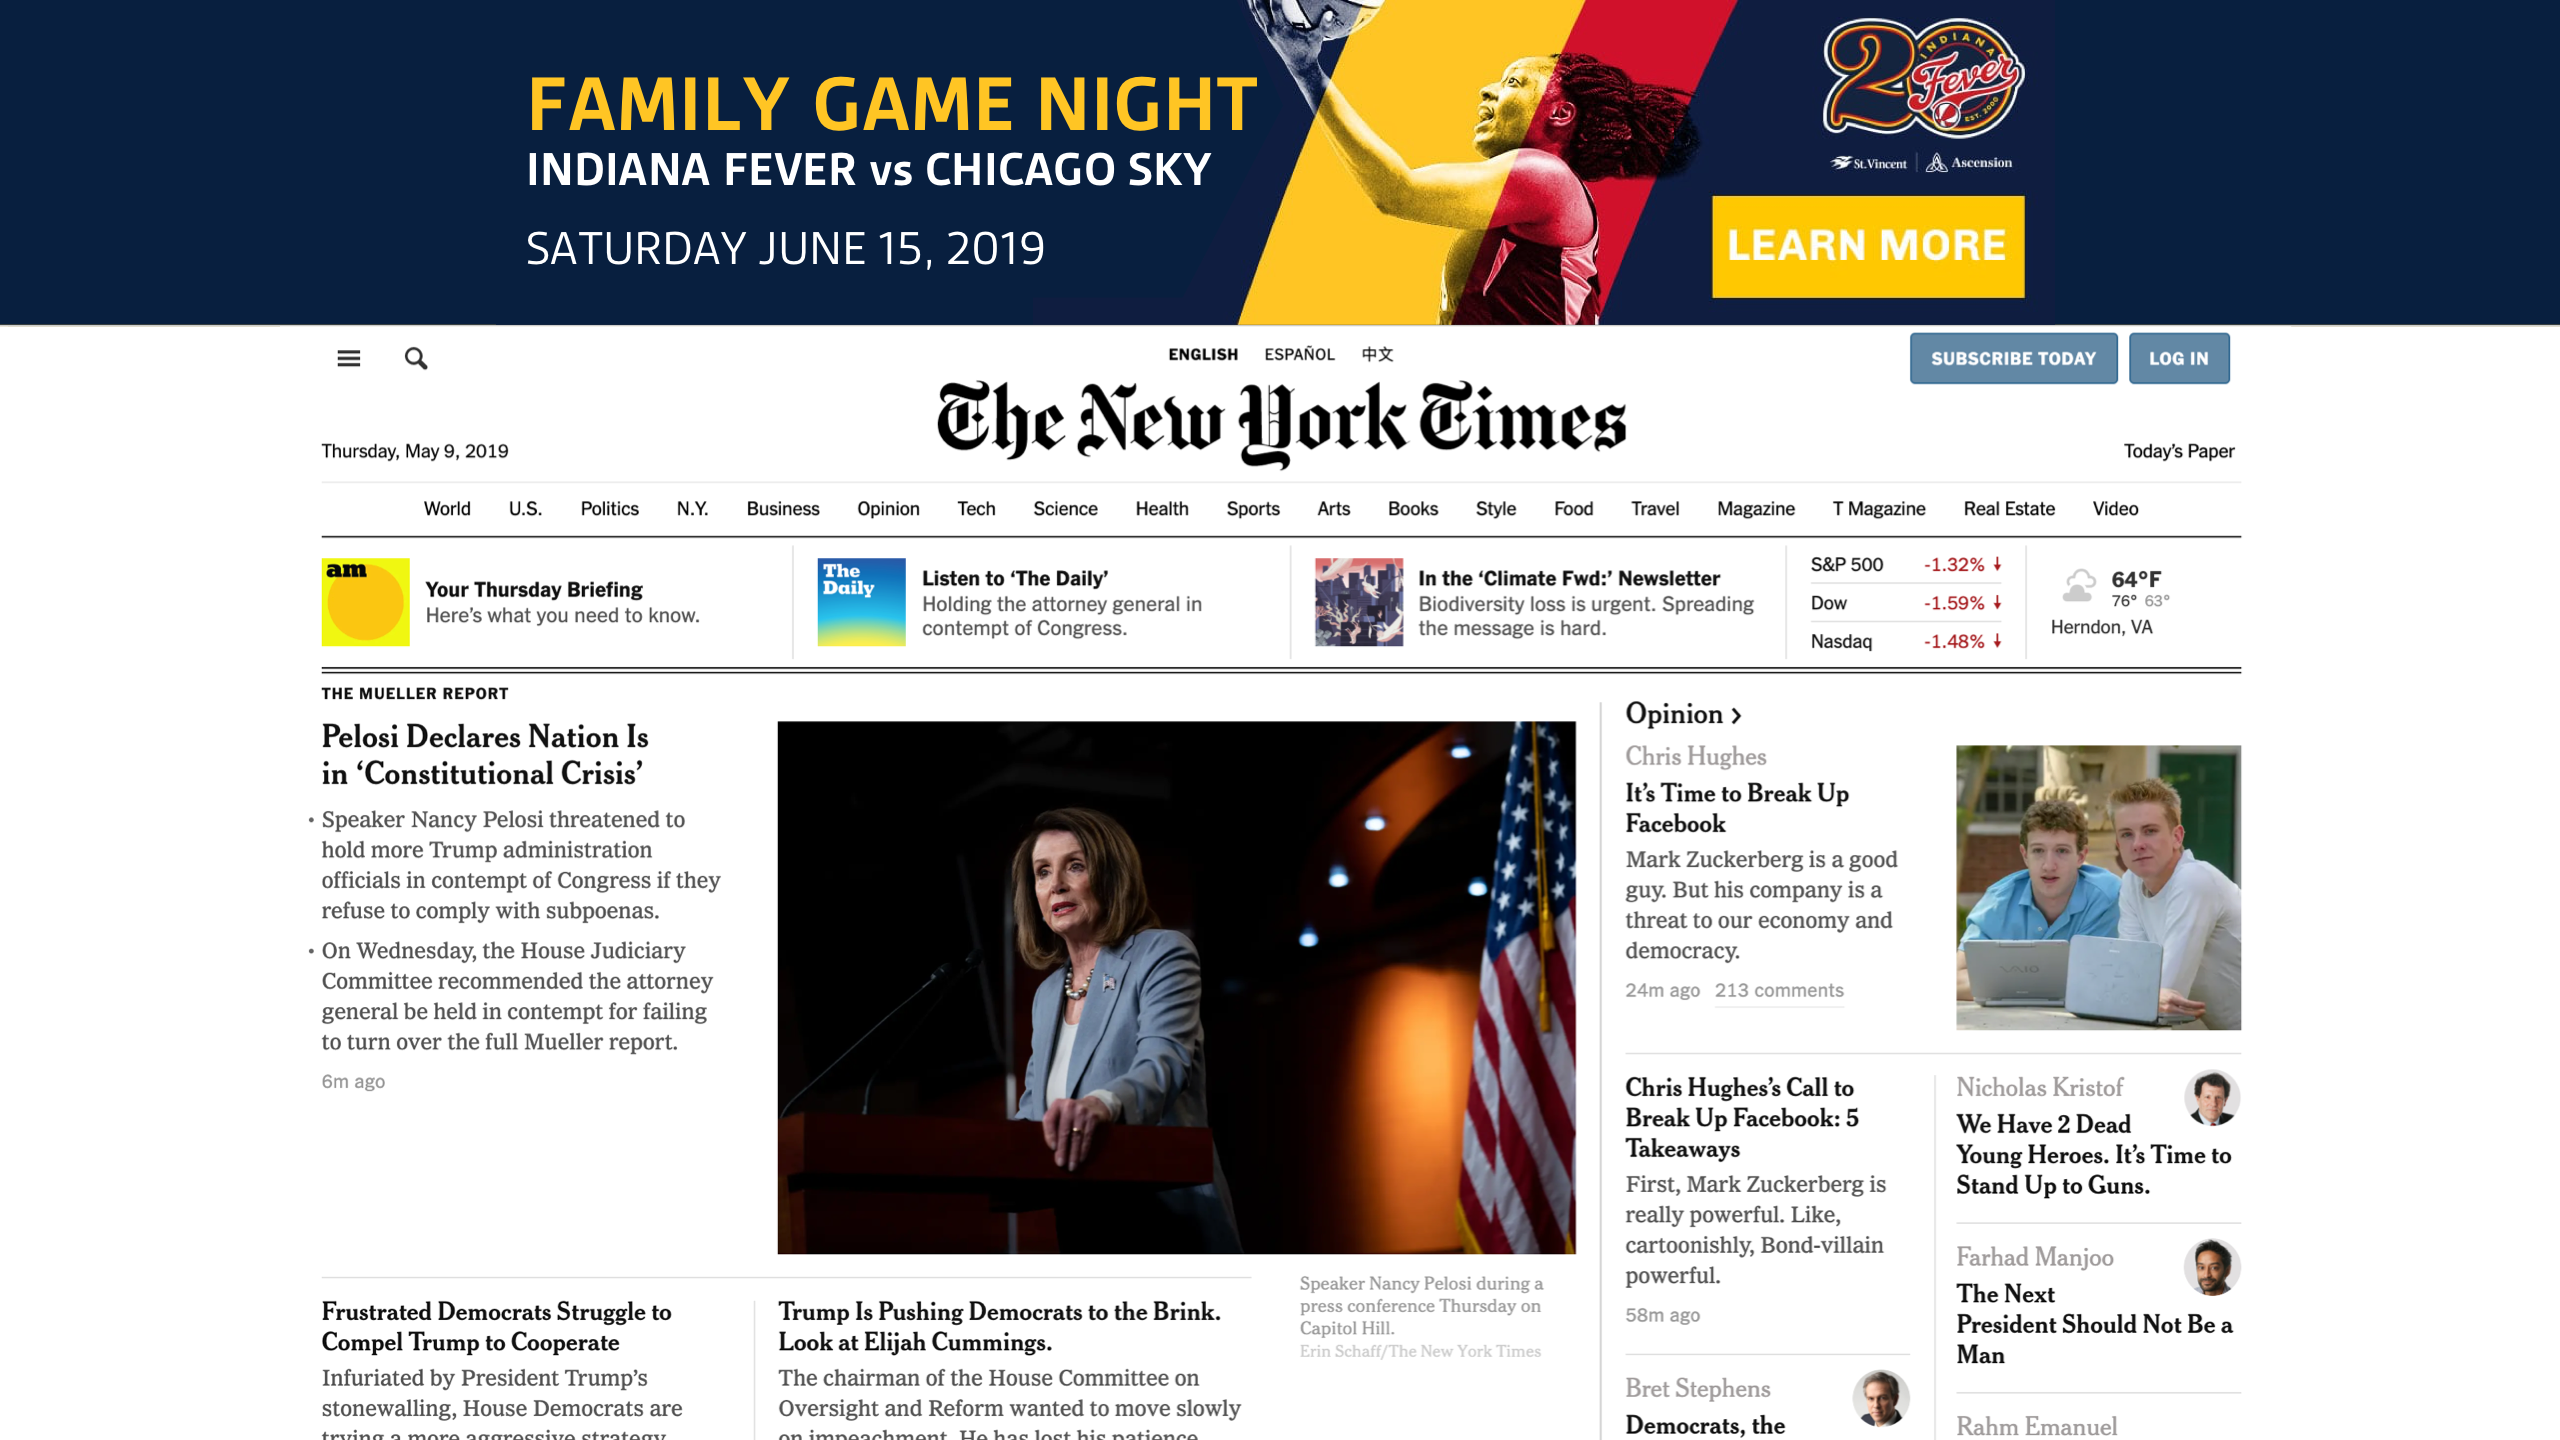 FAMILY GAME NIGHT
INDIANA FEVER vs CHICAGO SKY
SATURDAY JUNE 15, 2019
20
INDIANA
Fever
EST. 2000
St.Vincent
Ascension
LEARN MORE
ENGLISH ESPAÑOL 中文
SUBSCRIBE TODAY
LOG IN
The New York Times
Thursday, May 9, 2019
Today's Paper
World U.S. Politics N.Y. Business Opinion Tech Science Health Sports Arts Books Style Food Travel Magazine T Magazine Real Estate Video
am
Your Thursday Briefing
Here's what you need to know.
The
Daily
Listen to ‘The Daily’
Holding the attorney general in
contempt of Congress.
In the ‘Climate Fwd:’ Newsletter
Biodiversity loss is urgent. Spreading
the message is hard.
S&P 500 -1.32% ↓
Dow -1.59% ↓
Nasdaq -1.48% ↓
64°F
76° 63°
Herndon, VA
THE MUELLER REPORT
Pelosi Declares Nation Is
in ‘Constitutional Crisis’
• Speaker Nancy Pelosi threatened to
hold more Trump administration
officials in contempt of Congress if they
refuse to comply with subpoenas.
• On Wednesday, the House Judiciary
Committee recommended the attorney
general be held in contempt for failing
to turn over the full Mueller report.
6m ago
Speaker Nancy Pelosi during a
press conference Thursday on
Capitol Hill.
Erin Schaff/The New York Times
Frustrated Democrats Struggle to
Compel Trump to Cooperate
Infuriated by President Trump’s
stonewalling, House Democrats are
trying a more aggressive strategy
Trump Is Pushing Democrats to the Brink.
Look at Elijah Cummings.
The chairman of the House Committee on
Oversight and Reform wanted to move slowly
on impeachment. He has lost his patience
Opinion >
Chris Hughes
It’s Time to Break Up
Facebook
Mark Zuckerberg is a good
guy. But his company is a
threat to our economy and
democracy.
24m ago 213 comments
VAIO
Chris Hughes’s Call to
Break Up Facebook: 5
Takeaways
First, Mark Zuckerberg is
really powerful. Like,
cartoonishly, Bond-villain
powerful.
58m ago
Bret Stephens
Democrats, the
Nicholas Kristof
We Have 2 Dead
Young Heroes. It’s Time to
Stand Up to Guns.
Farhad Manjoo
The Next
President Should Not Be a
Man
Rahm Emanuel